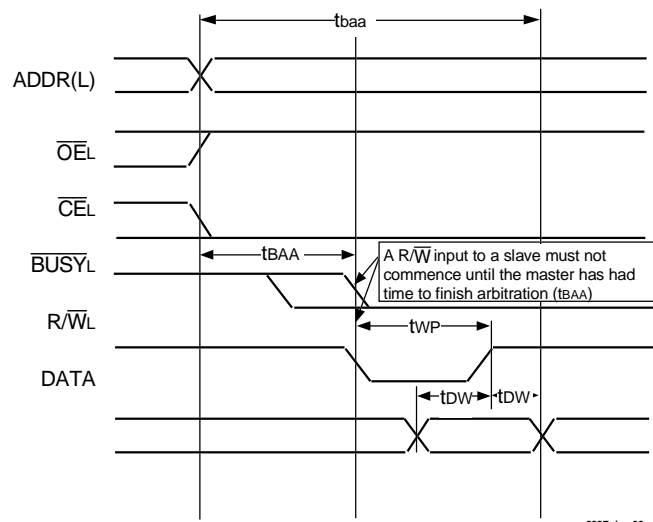 tbaa
ADDR(L)
OEL
CEL
tBAA
BUSYL
A R/W input to a slave must not
commence until the master has had
time to finish arbitration (tBAA)
R/WL
tWP
DATA
tDW
tDW